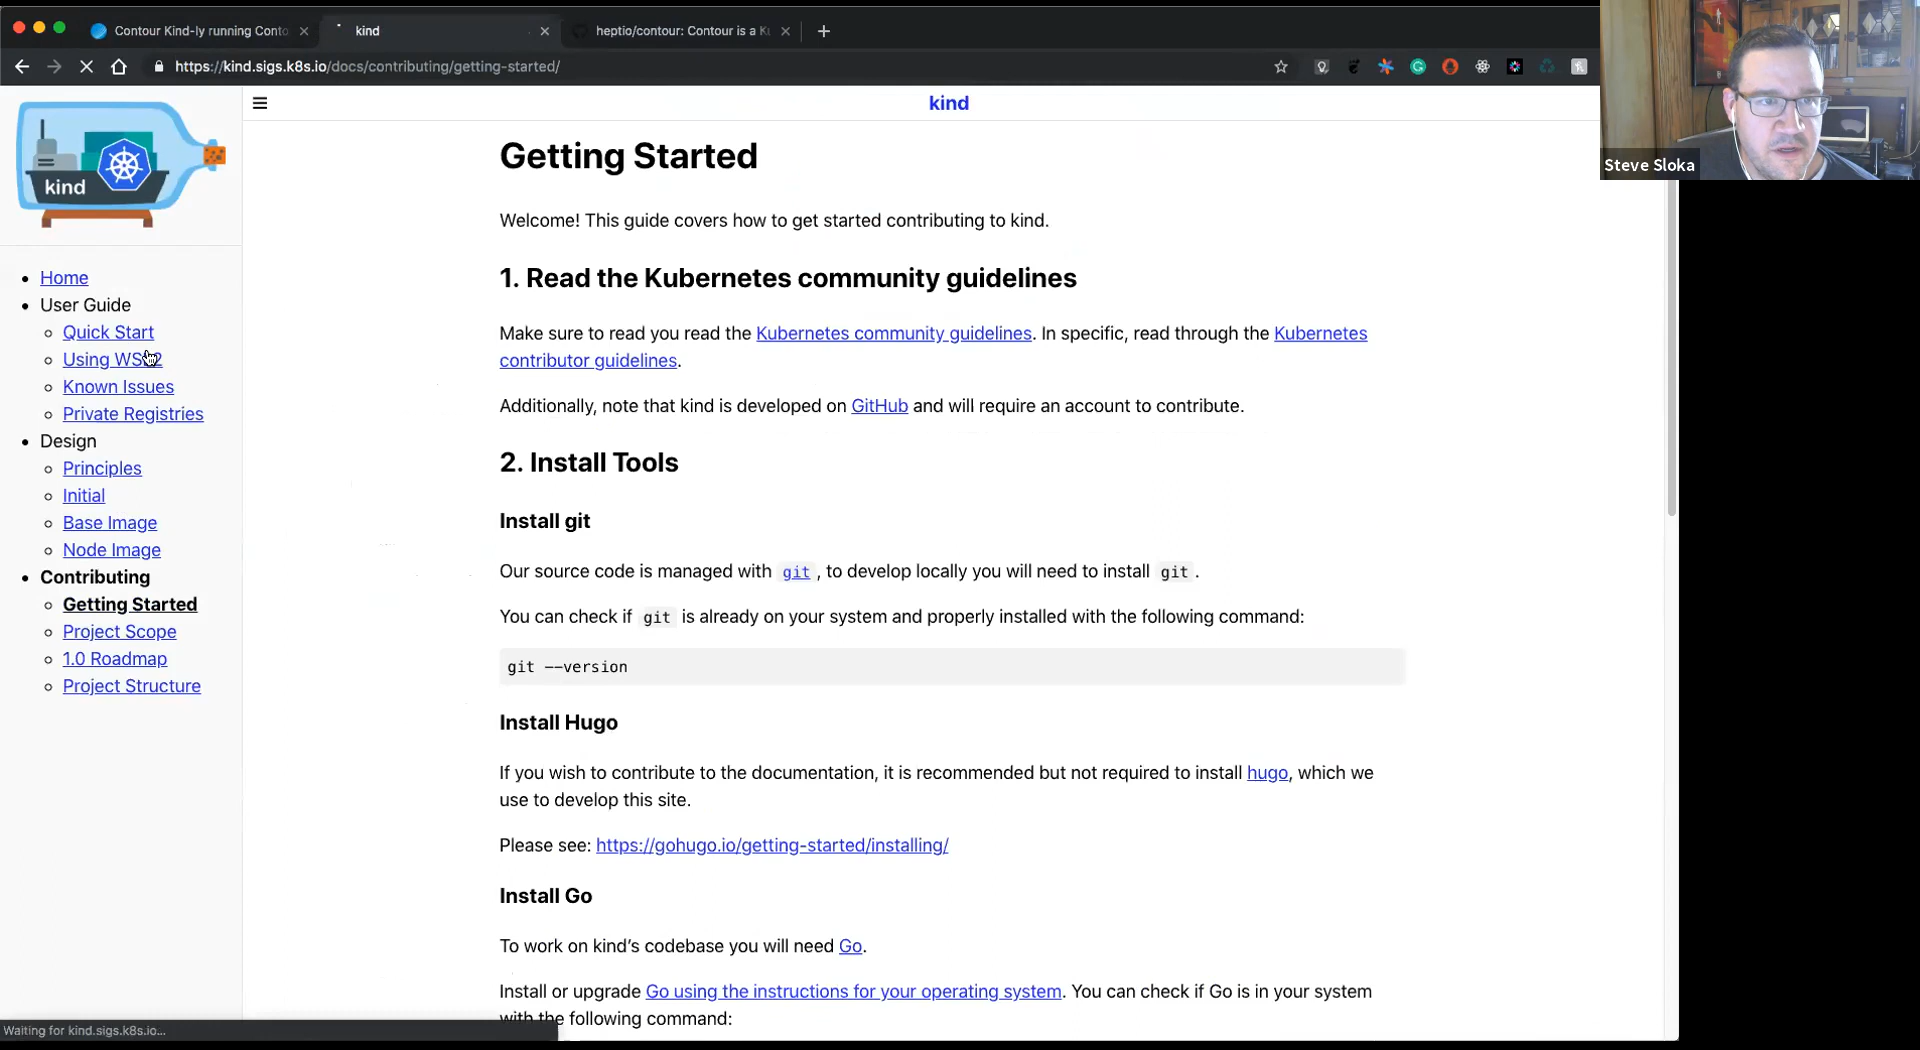 Contour Kind-ly running Conto
kind
heptio/contour: Contour is a Ku
https://kind.sigs.k8s.io/docs/contributing/getting-started/
kind
Steve Sloka
kind
Getting Started
Welcome! This guide covers how to get started contributing to kind.
1. Read the Kubernetes community guidelines
Make sure to read you read the Kubernetes community guidelines. In specific, read through the Kubernetes
contributor guidelines.
Additionally, note that kind is developed on GitHub and will require an account to contribute.
2. Install Tools
Install git
Our source code is managed with git , to develop locally you will need to install git .
You can check if git is already on your system and properly installed with the following command:
git --version
Install Hugo
If you wish to contribute to the documentation, it is recommended but not required to install hugo, which we
use to develop this site.
Please see: https://gohugo.io/getting-started/installing/
Install Go
To work on kind's codebase you will need Go.
Install or upgrade Go using the instructions for your operating system. You can check if Go is in your system
with the following command:
Home
User Guide
Quick Start
Using
Known Issues
Private Registries
Design
Principles
Initial
Base Image
Node Image
Contributing
Getting Started
Project Scope
1.0 Roadmap
Project Structure
Waiting for kind.sigs.k8s.io...